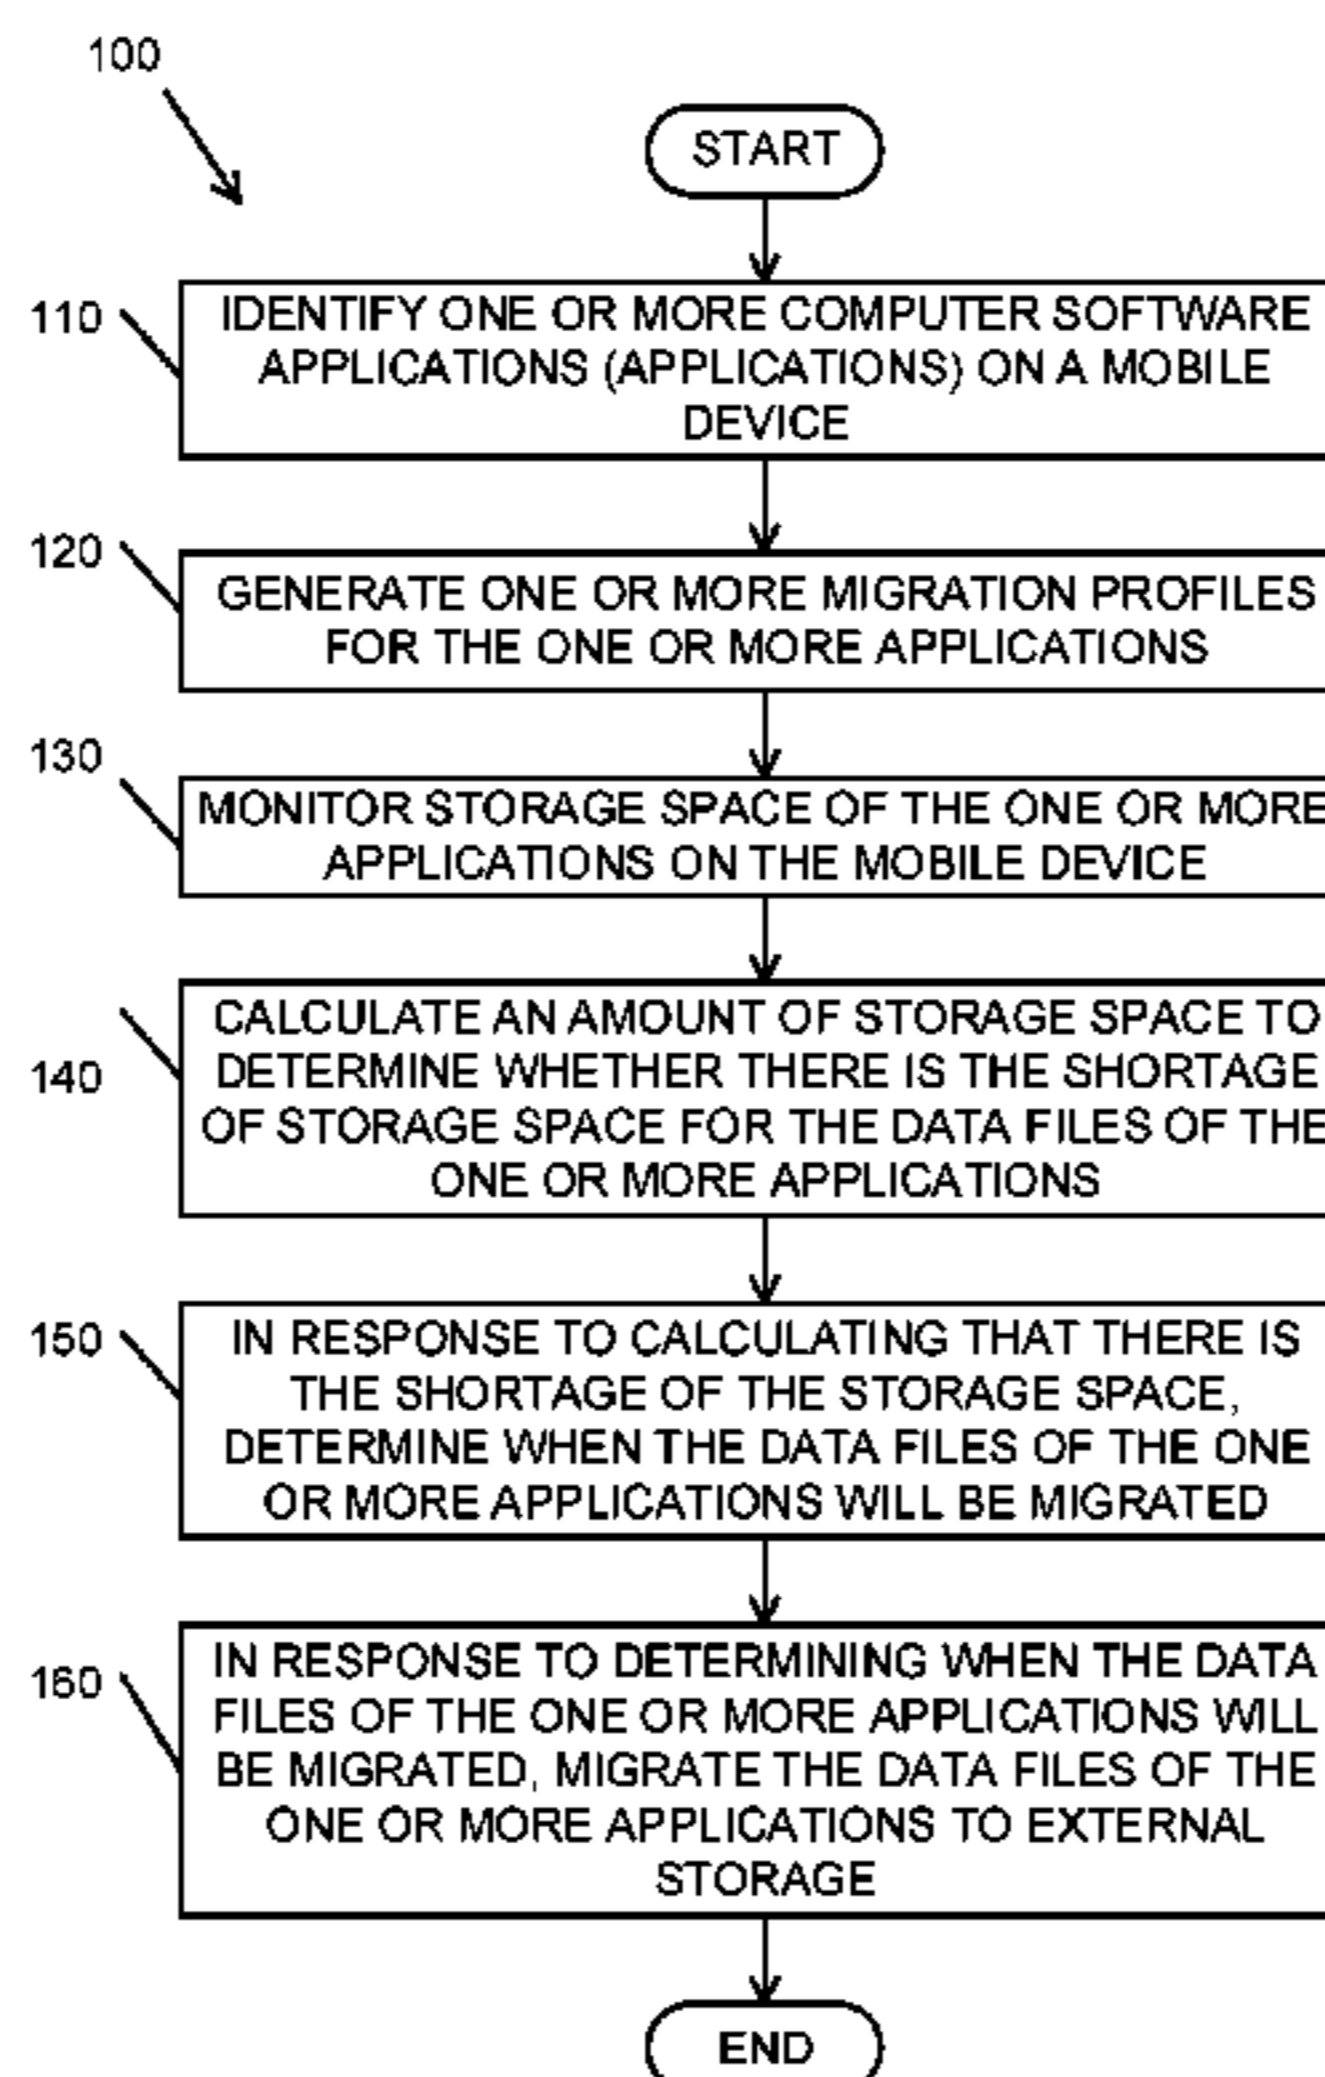 100
START
110
IDENTIFY ONE OR MORE COMPUTER SOFTWARE
APPLICATIONS (APPLICATIONS) ON A MOBILE
DEVICE
120
GENERATE ONE OR MORE MIGRATION PROFILES
FOR THE ONE OR MORE APPLICATIONS
130
MONITOR STORAGE SPACE OF THE ONE OR MORE
APPLICATIONS ON THE MOBILE DEVICE
140
CALCULATE AN AMOUNT OF STORAGE SPACE TO
DETERMINE WHETHER THERE IS THE SHORTAGE
OF STORAGE SPACE FOR THE DATA FILES OF THE
ONE OR MORE APPLICATIONS
150
IN RESPONSE TO CALCULATING THAT THERE IS
THE SHORTAGE OF THE STORAGE SPACE,
DETERMINE WHEN THE DATA FILES OF THE ONE
OR MORE APPLICATIONS WILL BE MIGRATED
160
IN RESPONSE TO DETERMINING WHEN THE DATA
FILES OF THE ONE OR MORE APPLICATIONS WILL
BE MIGRATED, MIGRATE THE DATA FILES OF THE
ONE OR MORE APPLICATIONS TO EXTERNAL
STORAGE
END